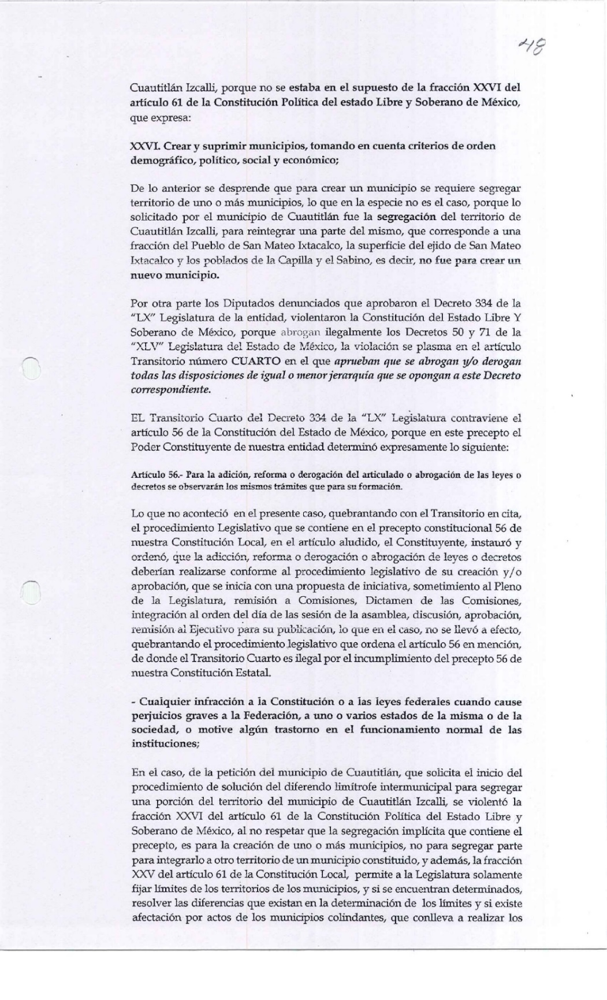 48
Cuautitlán Izcalli, porque no se estaba en el supuesto de la fracción XXVI del
artículo 61 de la Constitución Política del estado Libre y Soberano de México,
que expresa:
XXVI. Crear y suprimir municipios, tomando en cuenta criterios de orden
demográfico, político, social y económico;
De lo anterior se desprende que para crear un municipio se requiere segregar
territorio de uno o más municipios, lo que en la especie no es el caso, porque lo
solicitado por el municipio de Cuautitlán fue la segregación del territorio de
Cuautitlán Izcalli, para reintegrar una parte del mismo, que corresponde a una
fracción del Pueblo de San Mateo Ixtacalco, la superficie del ejido de San Mateo
Ixtacalco y los poblados de la Capilla y el Sabino, es decir, no fue para crear un
nuevo municipio.
Por otra parte los Diputados denunciados que aprobaron el Decreto 334 de la
"LX" Legislatura de la entidad, violentaron la Constitución del Estado Libre Y
Soberano de México, porque abrogan ilegalmente los Decretos 50 y 71 de la
"XLV" Legislatura del Estado de México, la violación se plasma en el artículo
Transitorio número CUARTO en el que aprueban que se abrogan y/o derogan
todas las disposiciones de igual o menor jerarquía que se opongan a este Decreto
correspondiente.
EL Transitorio Cuarto del Decreto 334 de la "LX" Legislatura contraviene el
artículo 56 de la Constitución del Estado de México, porque en este precepto el
Poder Constituyente de nuestra entidad determinó expresamente lo siguiente:
Artículo 56.- Para la adición, reforma o derogación del articulado o abrogación de las leyes o
decretos se observarán los mismos trámites que para su formación.
Lo que no aconteció en el presente caso, quebrantando con el Transitorio en cita,
el procedimiento Legislativo que se contiene en el precepto constitucional 56 de
nuestra Constitución Local, en el artículo aludido, el Constituyente, instauró y
ordenó, que la adicción, reforma o derogación o abrogación de leyes o decretos
deberían realizarse conforme al procedimiento legislativo de su creación y/o
aprobación, que se inicia con una propuesta de iniciativa, sometimiento al Pleno
de la Legislatura, remisión a Comisiones, Dictamen de las Comisiones,
integración al orden del día de las sesión de la asamblea, discusión, aprobación,
remisión al Ejecutivo para su publicación, lo que en el caso, no se llevó a efecto,
quebrantando el procedimiento legislativo que ordena el artículo 56 en mención,
de donde el Transitorio Cuarto es ilegal por el incumplimiento del precepto 56 de
nuestra Constitución Estatal.
- Cualquier infracción a la Constitución o a las leyes federales cuando cause
perjuicios graves a la Federación, a uno o varios estados de la misma o de la
sociedad, o motive algún trastorno en el funcionamiento normal de las
instituciones;
En el caso, de la petición del municipio de Cuautitlán, que solicita el inicio del
procedimiento de solución del diferendo limítrofe intermunicipal para segregar
una porción del territorio del municipio de Cuautitlán Izcalli, se violentó la
fracción XXVI del artículo 61 de la Constitución Política del Estado Libre y
Soberano de México, al no respetar que la segregación implícita que contiene el
precepto, es para la creación de uno o más municipios, no para segregar parte
para integrarlo a otro territorio de un municipio constituido, y además, la fracción
XXV del artículo 61 de la Constitución Local, permite a la Legislatura solamente
fijar límites de los territorios de los municipios, y si se encuentran determinados,
resolver las diferencias que existan en la determinación de los límites y si existe
afectación por actos de los municipios colindantes, que conlleva a realizar los